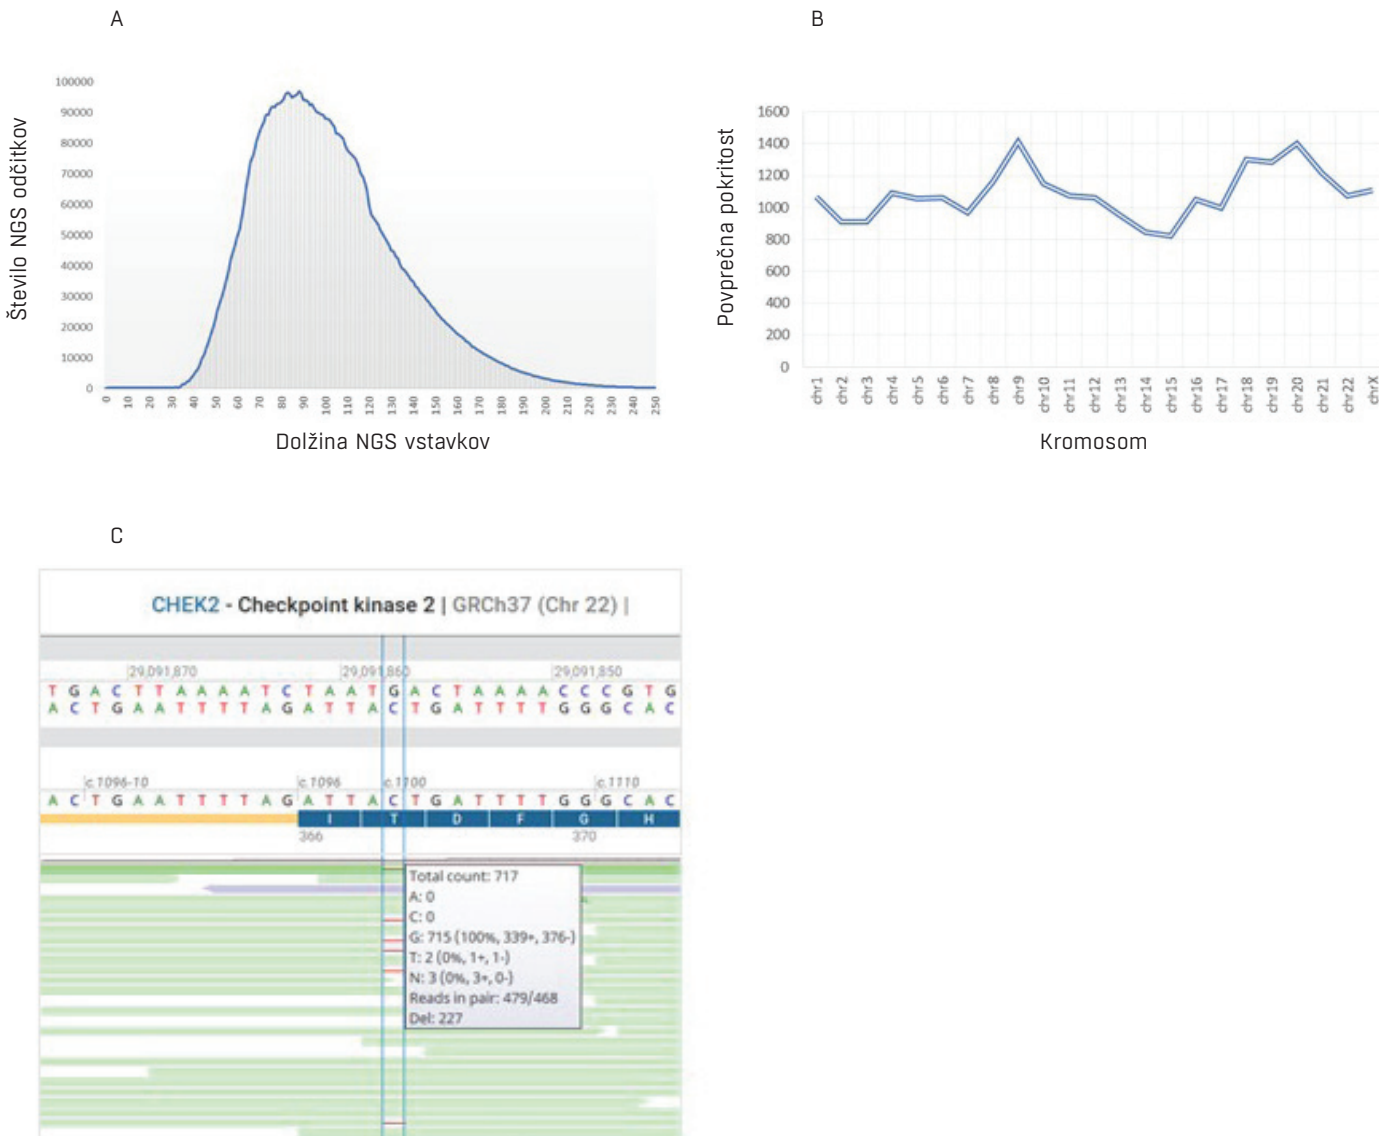 A
B
Število NGS odčitkov
100000
90000
80000
70000
60000
50000
40000
30000
20000
10000
0
0 10 20 30 40 50 60 70 80 90 100 110 120 130 140 150 160 170 180 190 200 210 220 230 240 250
Dolžina NGS vstavkov
Povprečna pokritost
1600
1400
1200
1000
800
600
400
200
0
chr1 chr2 chr3 chr4 chr5 chr6 chr7 chr8 chr9 chr10 chr11 chr12 chr13 chr14 chr15 chr16 chr17 chr18 chr19 chr20 chr21 chr22 chrX
Kromosom
C
CHEK2 - Checkpoint kinase 2 | GRCh37 (Chr 22) |
29,091,870 29,091,860 29,091,850
T G A C T T A A A A T C T A A T G A C T A A A A C C C G T G
A C T G A A T T T T A G A T T A C T G A T T T T G G G C A C
c.1096-10 c.1096 c.1100 c.1110
A C T G A A T T T T A G A T T A C T G A T T T T G G G C A C
I T D F G H
366 370
Total count: 717
A: 0
C: 0
G: 715 (100%, 339+, 376-)
T: 2 (0%, 1+, 1-)
N: 3 (0%, 3+, 0-)
Reads in pair: 479/468
Del: 227